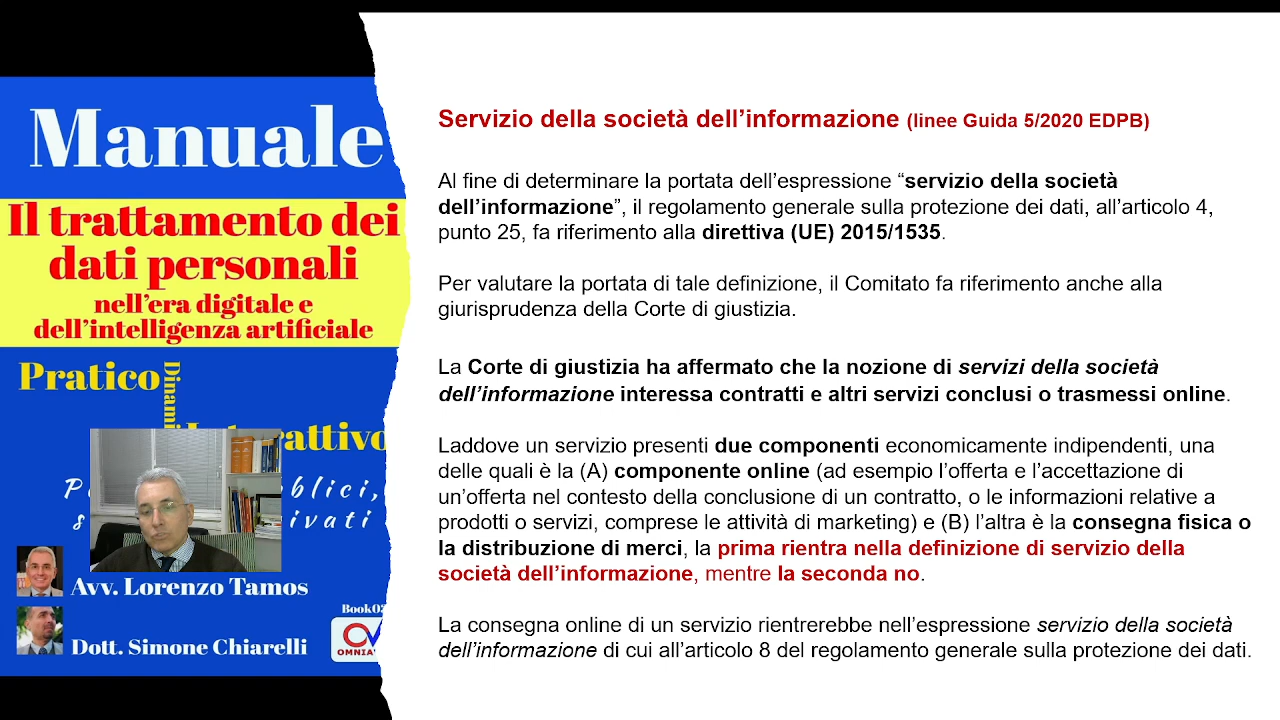 Manuale
Il trattamento dei
dati personali
nell'era digitale e
dell'intelligenza artificiale
Pratico
Avv. Lorenzo Tamos
Dott. Simone Chiarelli
Servizio della società dell'informazione (linee Guida 5/2020 EDPB)
Al fine di determinare la portata dell'espressione “servizio della società
dell'informazione”, il regolamento generale sulla protezione dei dati, all'articolo 4,
punto 25, fa riferimento alla direttiva (UE) 2015/1535.
Per valutare la portata di tale definizione, il Comitato fa riferimento anche alla
giurisprudenza della Corte di giustizia.
La Corte di giustizia ha affermato che la nozione di servizi della società
dell'informazione interessa contratti e altri servizi conclusi o trasmessi online.
Laddove un servizio presenti due componenti economicamente indipendenti, una
delle quali è la (A) componente online (ad esempio l'offerta e l'accettazione di
un'offerta nel contesto della conclusione di un contratto, o le informazioni relative a
prodotti o servizi, comprese le attività di marketing) e (B) l'altra è la consegna fisica o
la distribuzione di merci, la prima rientra nella definizione di servizio della
società dell'informazione, mentre la seconda no.
La consegna online di un servizio rientrerebbe nell'espressione servizio della società
dell'informazione di cui all'articolo 8 del regolamento generale sulla protezione dei dati.